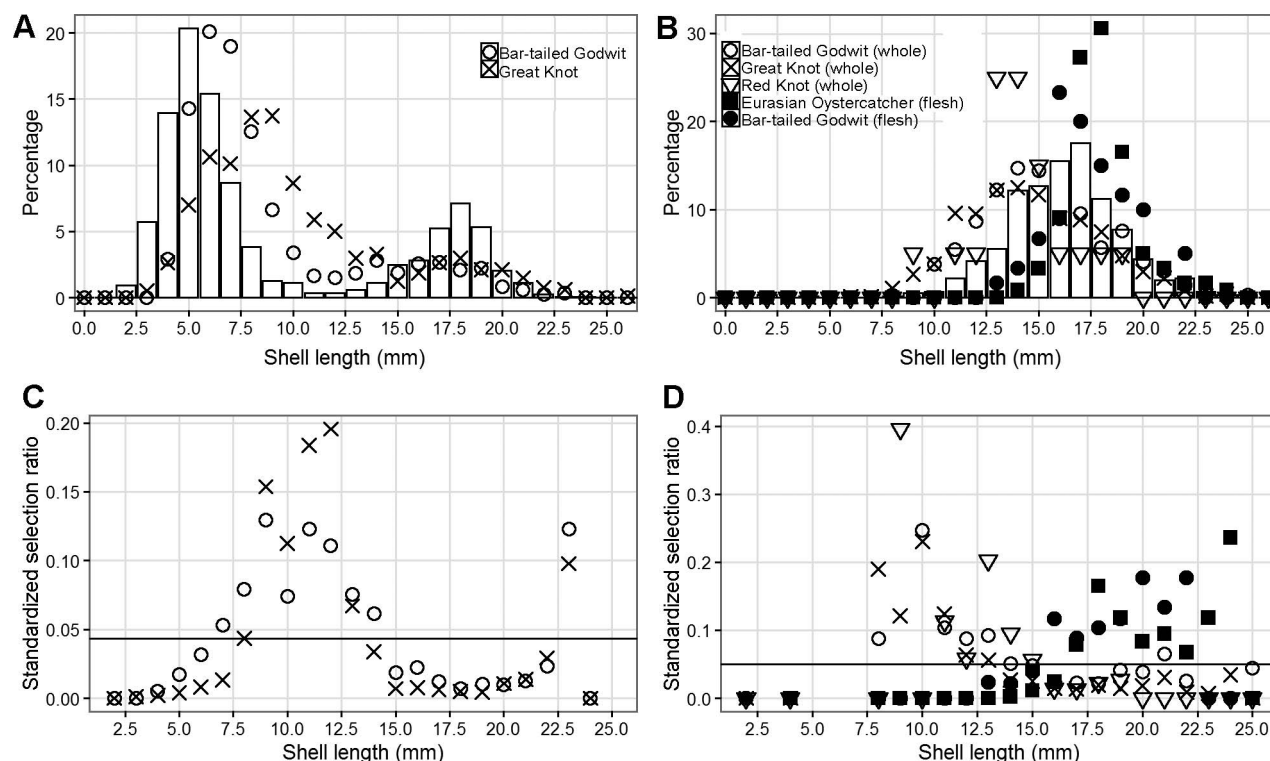 A
20
15
10
5
0
Percentage
Bar-tailed Godwit
Great Knot
0.0 2.5 5.0 7.5 10.0 12.5 15.0 17.5 20.0 22.5 25.0
Shell length (mm)
B
30
20
10
0
Percentage
Bar-tailed Godwit (whole)
Great Knot (whole)
Red Knot (whole)
Eurasian Oystercatcher (flesh)
Bar-tailed Godwit (flesh)
0.0 2.5 5.0 7.5 10.0 12.5 15.0 17.5 20.0 22.5 25.0
Shell length (mm)
C
0.20
0.15
0.10
0.05
0.00
Standardized selection ratio
2.5 5.0 7.5 10.0 12.5 15.0 17.5 20.0 22.5 25.0
Shell length (mm)
D
0.4
0.3
0.2
0.1
0.0
Standardized selection ratio
2.5 5.0 7.5 10.0 12.5 15.0 17.5 20.0 22.5 25.0
Shell length (mm)